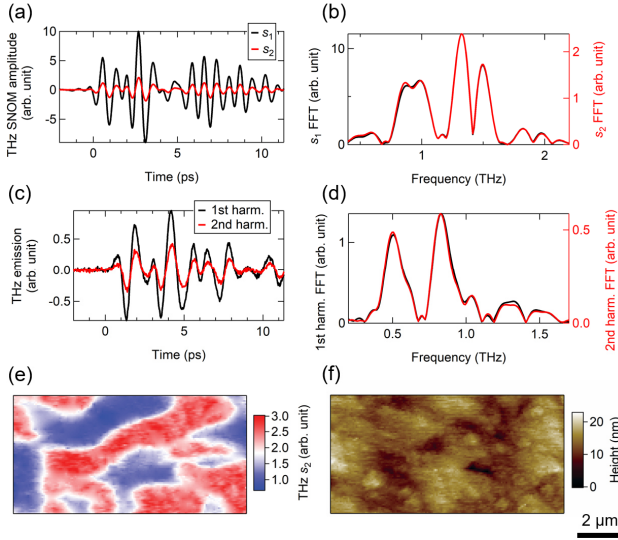 (a)
THz SNOM amplitude
(arb. unit)
10
5
0
-5
s1
s2
0
5
10
Time (ps)
(b)
s1 FFT (arb. unit)
10
0
1
2
Frequency (THz)
2
1
0
s2 FFT (arb. unit)
(c)
THz emission
(arb. unit)
0.5
0.0
-0.5
1st harm.
2nd harm.
0
5
10
Time (ps)
(d)
1st harm. FFT (arb. unit)
1
0
0.5
1.0
1.5
Frequency (THz)
0.5
0.0
2nd harm. FFT (arb. unit)
(e)
3.0
2.5
2.0
1.5
1.0
THz s2 (arb. unit)
(f)
20
10
0
Height (nm)
2 μm